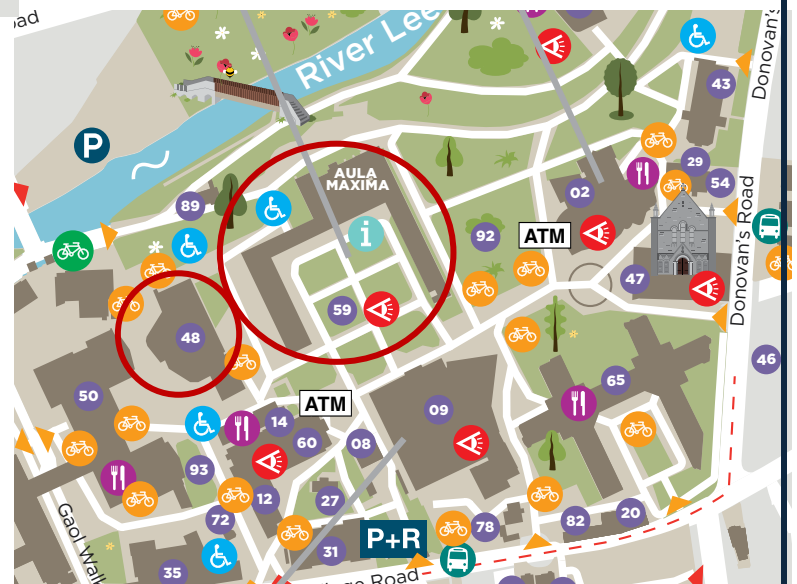 oad
River Lee
Donovan's
43
P
AULA
MAXIMA
29
54
02
89
i
92
ATM
47
Donovan's Road
59
48
46
65
50
ATM
09
14
60
08
93
12
27
72
78
82
20
31
P+R
35
Gaol Walk
ge Road